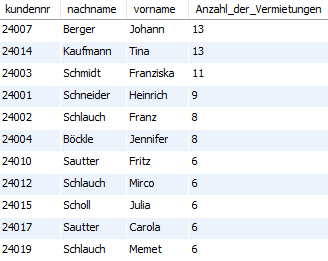 kundennr nachname vorname Anzahl_der_Vermietungen
24007 Berger Johann 13
24014 Kaufmann Tina 13
24003 Schmidt Franziska 11
24001 Schneider Heinrich 9
24002 Schlauch Franz 8
24004 Böckle Jennifer 8
24010 Sautter Fritz 6
24012 Schlauch Mirco 6
24015 Scholl Julia 6
24017 Sautter Carola 6
24019 Schlauch Memet 6